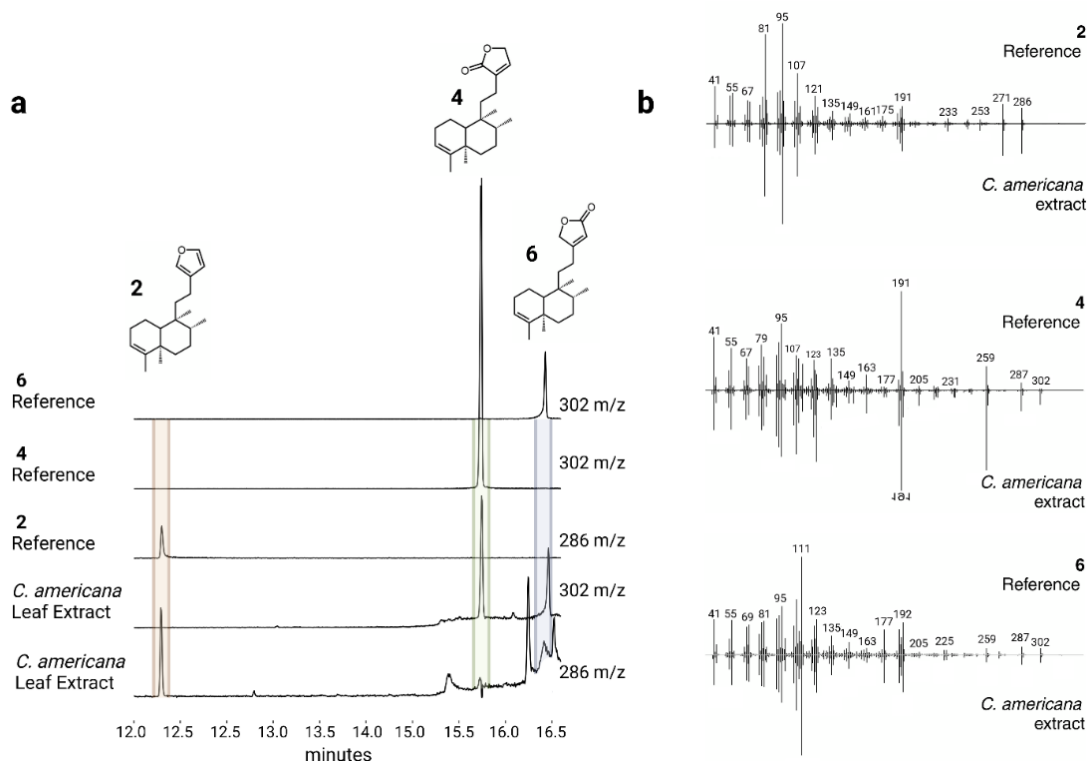 a
4
O
O
2
O
6
O
O
6
Reference
302 m/z
4
Reference
302 m/z
2
Reference
286 m/z
C. americana
Leaf Extract
302 m/z
C. americana
Leaf Extract
286 m/z
12.0 12.5 13.0 13.5 14.0 15.0 15.5 16.0 16.5
minutes
b
2
Reference
41 55 67 81 95 107 121 135 149 161 175 191 233 253 271 286
C. americana
extract
4
Reference
41 55 67 79 95 107 123 135 149 163 177 191 205 231 259 287 302
C. americana
extract
191
6
Reference
41 55 69 81 95 111 123 135 149 163 177 192 205 225 259 287 302
C. americana
extract